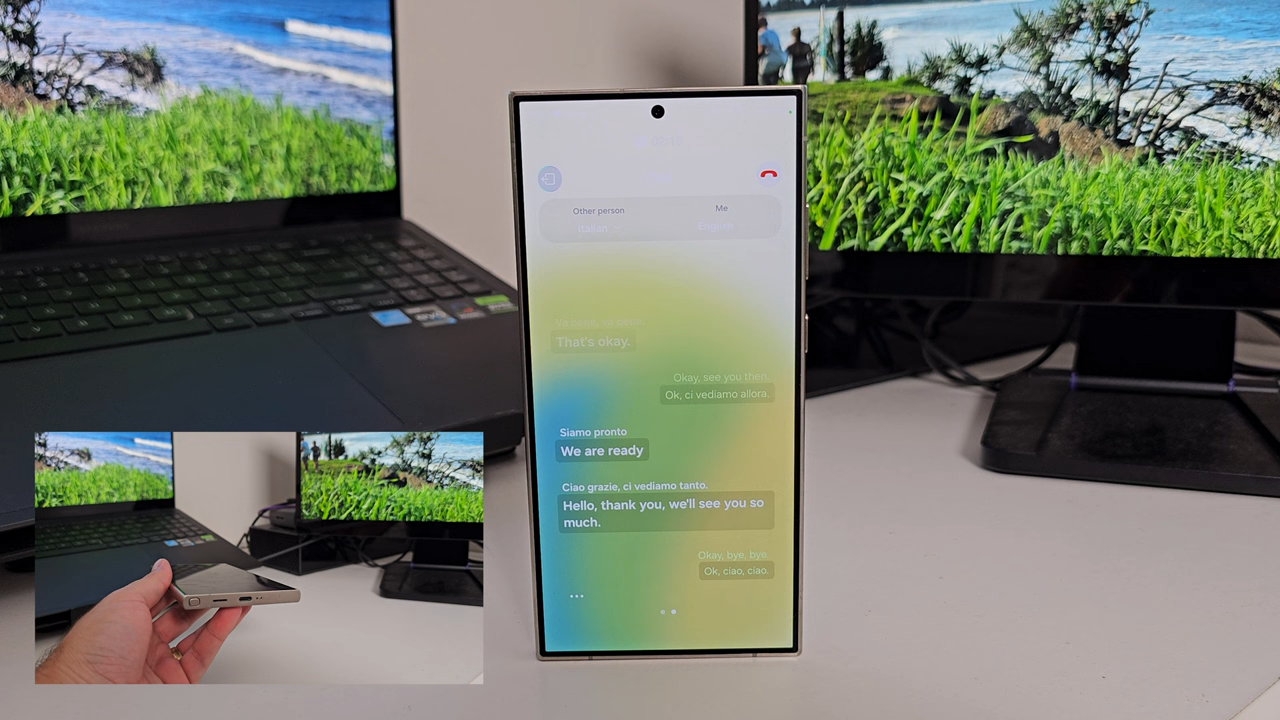 Other person
Me
Italian
English
That's okay.
Okay, see you then.
Ok, ci vediamo allora.
Siamo pronto
We are ready
Ciao grazie, ci vediamo tanto.
Hello, thank you, we'll see you so
much.
Okay, bye, bye.
Ok, ciao, ciao.